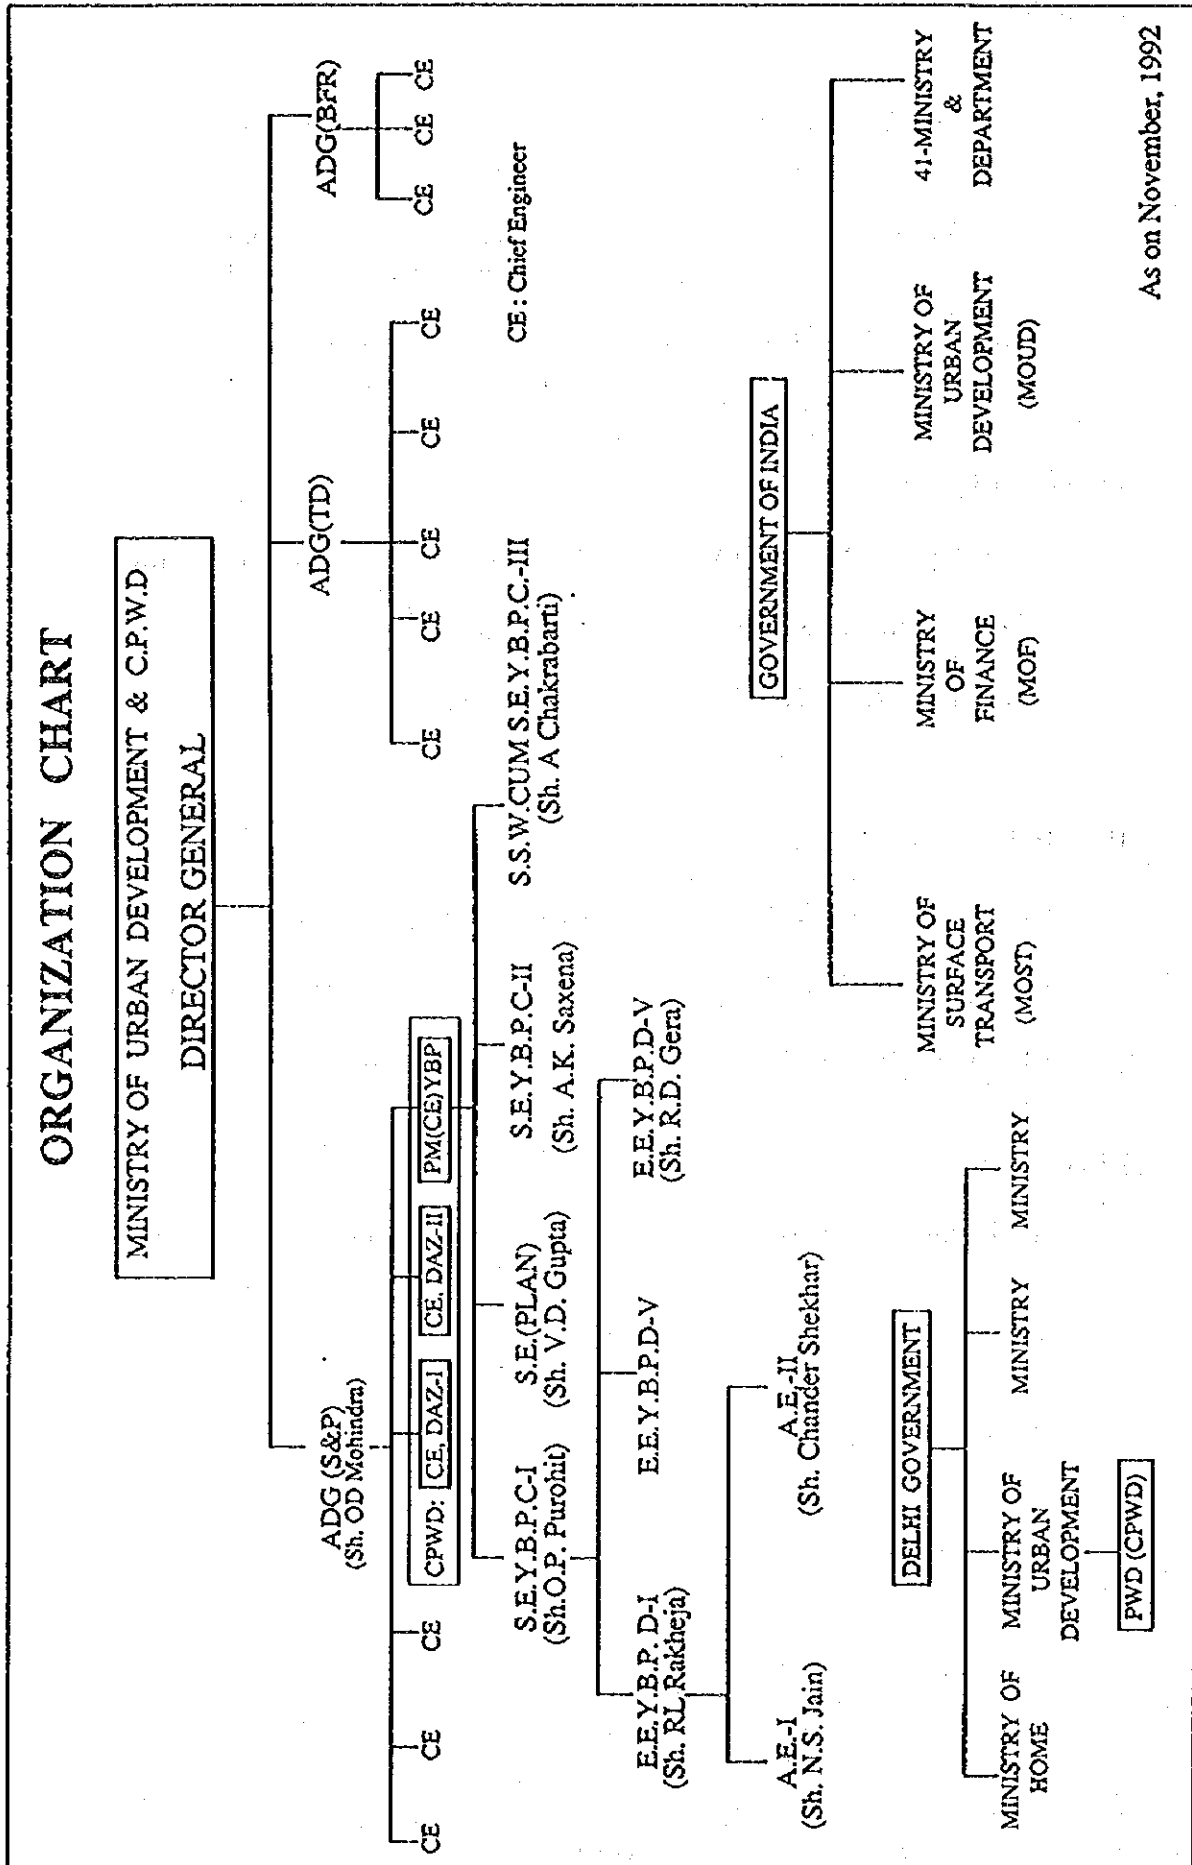 ORGANIZATION CHART
MINISTRY OF URBAN DEVELOPMENT & C.P.W.D
DIRECTOR GENERAL
ADG (S&P)
(Sh. OD Mohindra)
ADG(TD)
ADG(BFR)
CE
CE
CE
CPWD: CE, DAZ-I CE, DAZ-II PM(CE)YBP
CE
CE
CE
CE
CE
CE
CE
CE
S.E.Y.B.P.C-I
(Sh.O.P. Purohit)
S.E.(PLAN)
(Sh. V.D. Gupta)
S.E.Y.B.P.C-II
(Sh. A.K. Saxena)
S.S.W.CUM S.E.Y.B.P.C.-III
(Sh. A Chakrabarti)
CE : Chief Engineer
E.E.Y.B.P. D-I
(Sh. RL Rakheja)
E.E.Y.B.P.D-V
E.E.Y.B.P.D-V
(Sh. R.D. Gera)
A.E.-I
(Sh. N.S. Jain)
A.E.-II
(Sh. Chander Shekhar)
DELHI GOVERNMENT
MINISTRY OF
HOME
MINISTRY OF
URBAN
DEVELOPMENT
PWD (CPWD)
MINISTRY
MINISTRY
GOVERNMENT OF INDIA
MINISTRY OF
SURFACE
TRANSPORT
(MOST)
MINISTRY
OF
FINANCE
(MOF)
MINISTRY OF
URBAN
DEVELOPMENT
(MOUD)
41-MINISTRY
&
DEPARTMENT
As on November, 1992